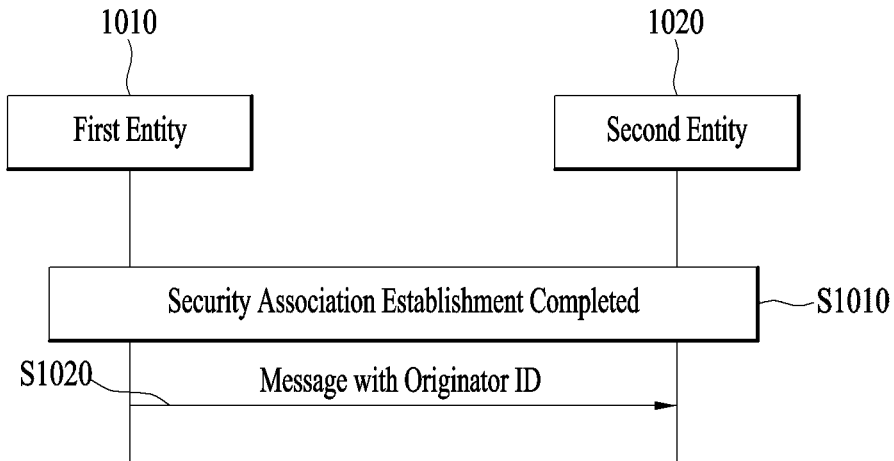 1010
1020
First Entity
Second Entity
Security Association Establishment Completed
S1010
S1020
Message with Originator ID